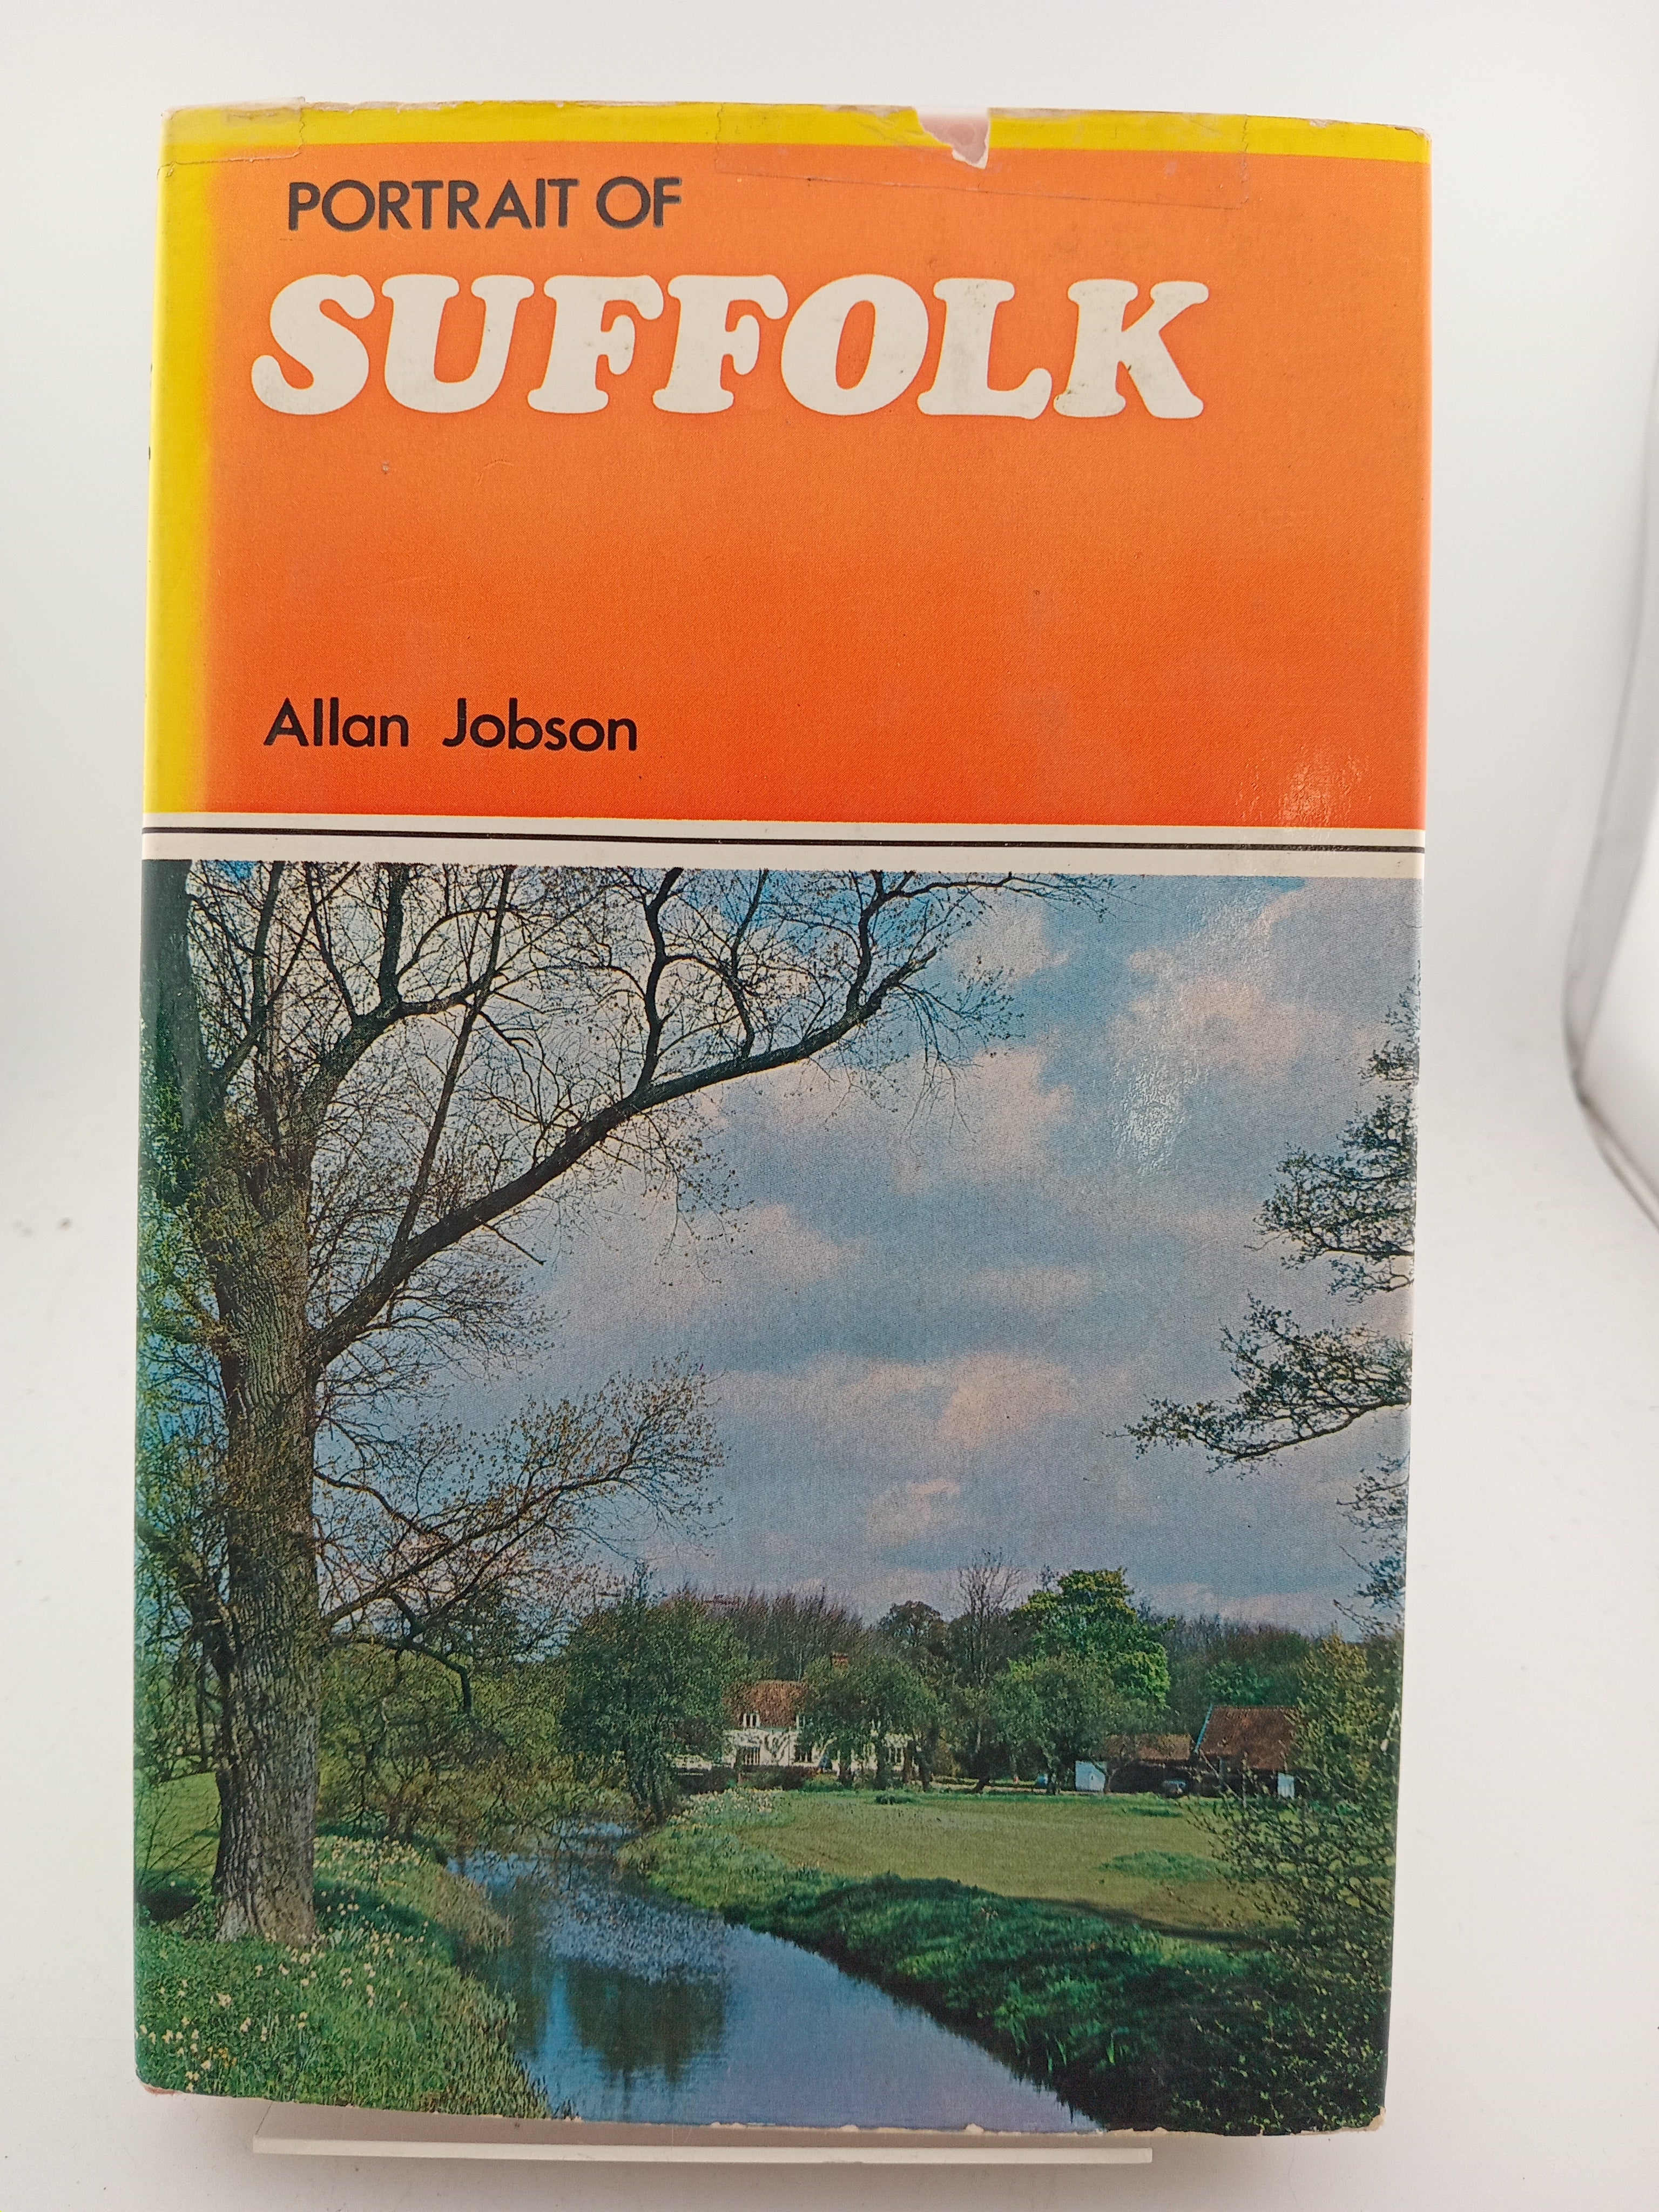 PORTRAIT OF
SUFFOLK
Allan Jobson